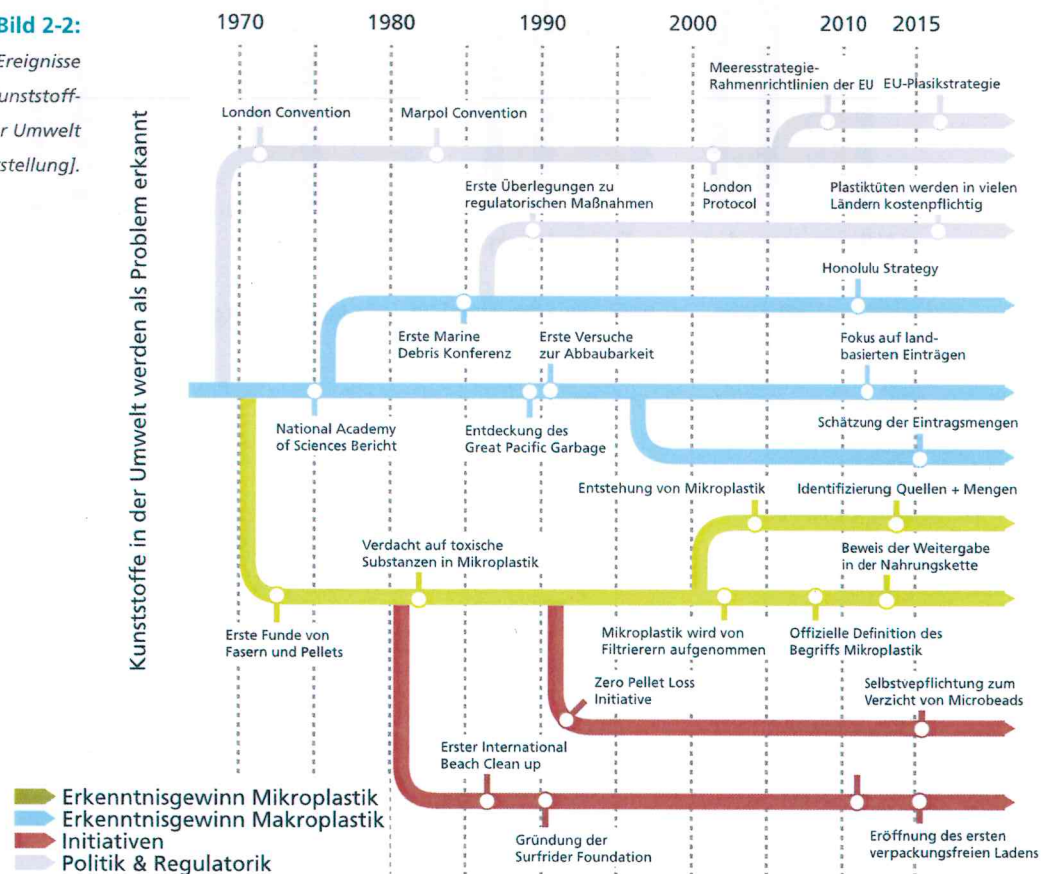 Bild 2-2:
Ereignisse
unststoff-
r Umwelt
stellung].
1970
1980
1990
2000
2010
2015
Kunststoffe in der Umwelt werden als Problem erkannt
Meeresstrategie-
Rahmenrichtlinien der EU
EU-Plasikstrategie
London Convention
Marpol Convention
London
Protocol
Erste Überlegungen zu
regulatorischen Maßnahmen
Plastiktüten werden in vielen
Ländern kostenpflichtig
Honolulu Strategy
Erste Marine
Debris Konferenz
Erste Versuche
zur Abbaubarkeit
Fokus auf land-
basierten Einträgen
National Academy
of Sciences Bericht
Entdeckung des
Great Pacific Garbage
Schätzung der Eintragsmengen
Entstehung von Mikroplastik
Identifizierung Quellen + Mengen
Verdacht auf toxische
Substanzen in Mikroplastik
Beweis der Weitergabe
in der Nahrungskette
Erste Funde von
Fasern und Pellets
Mikroplastik wird von
Filtrierern aufgenommen
Offizielle Definition des
Begriffs Mikroplastik
Zero Pellet Loss
Initiative
Selbstvepflichtung zum
Verzicht von Microbeads
Erster International
Beach Clean up
Gründung der
Surfrider Foundation
Eröffnung des ersten
verpackungsfreien Ladens
Erkenntnisgewinn Mikroplastik
Erkenntnisgewinn Makroplastik
Initiativen
Politik & Regulatorik